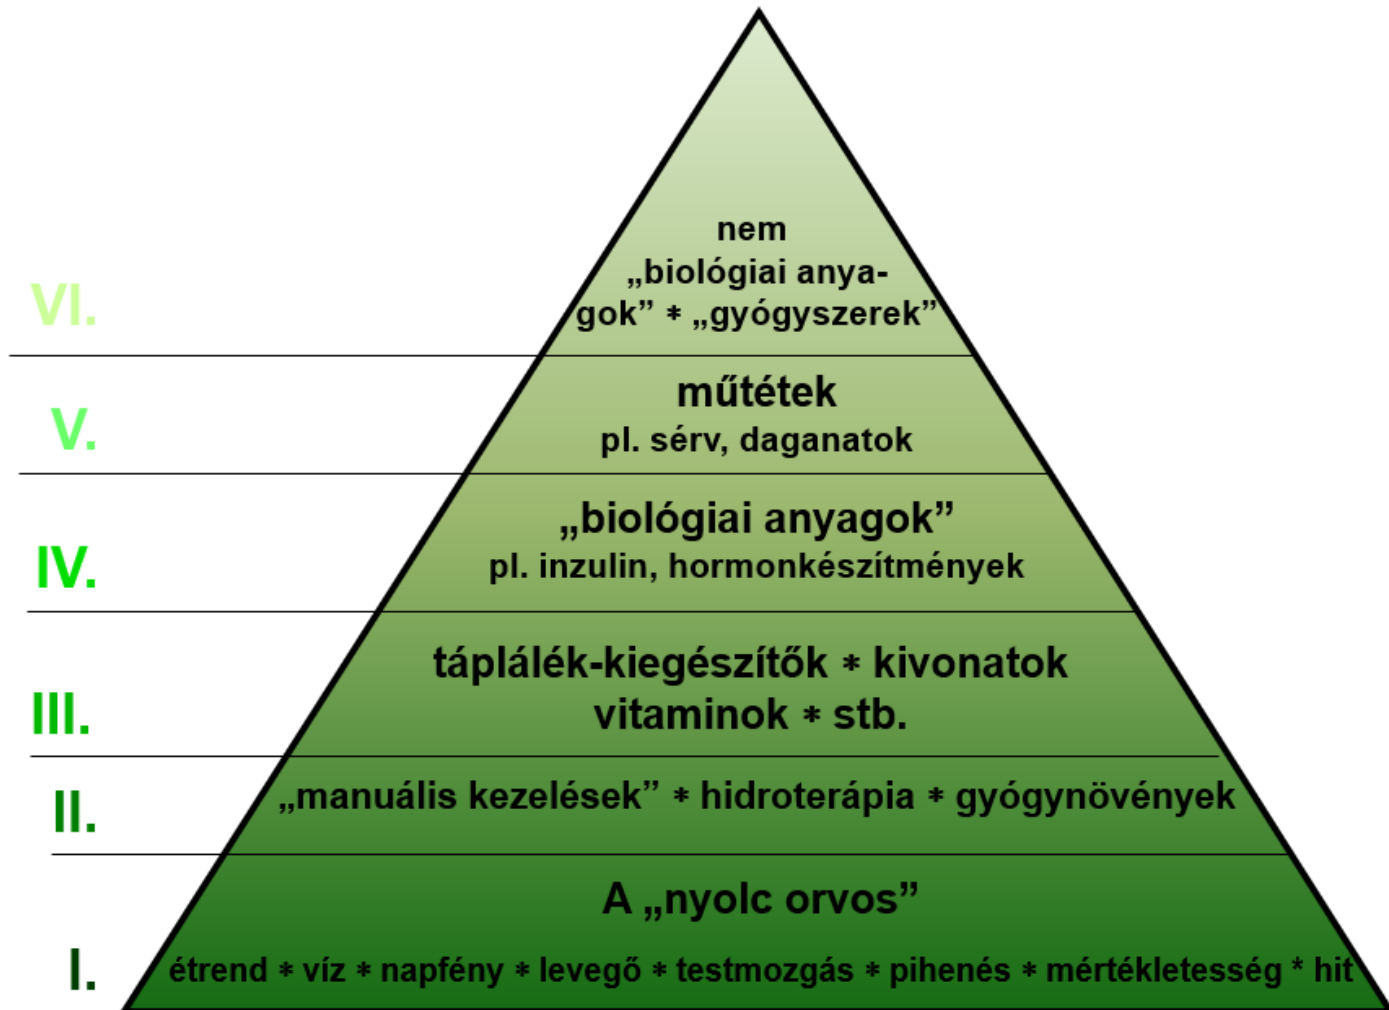 nem
„biológiai anya-
gok” * „gyógyszerek”
VI.
műtétek
V.
pl. sérv, daganatok
„biológiai anyagok”
IV.
pl. inzulin, hormonkészítmények
táplálék-kiegészítők * kivonatok
III.
vitaminok * stb.
„manuális kezelések” * hidroterápia * gyógynövények
II.
A „nyolc orvos”
I.
étrend * víz * napfény * levegő * testmozgás * pihenés * mértékletesség * hit